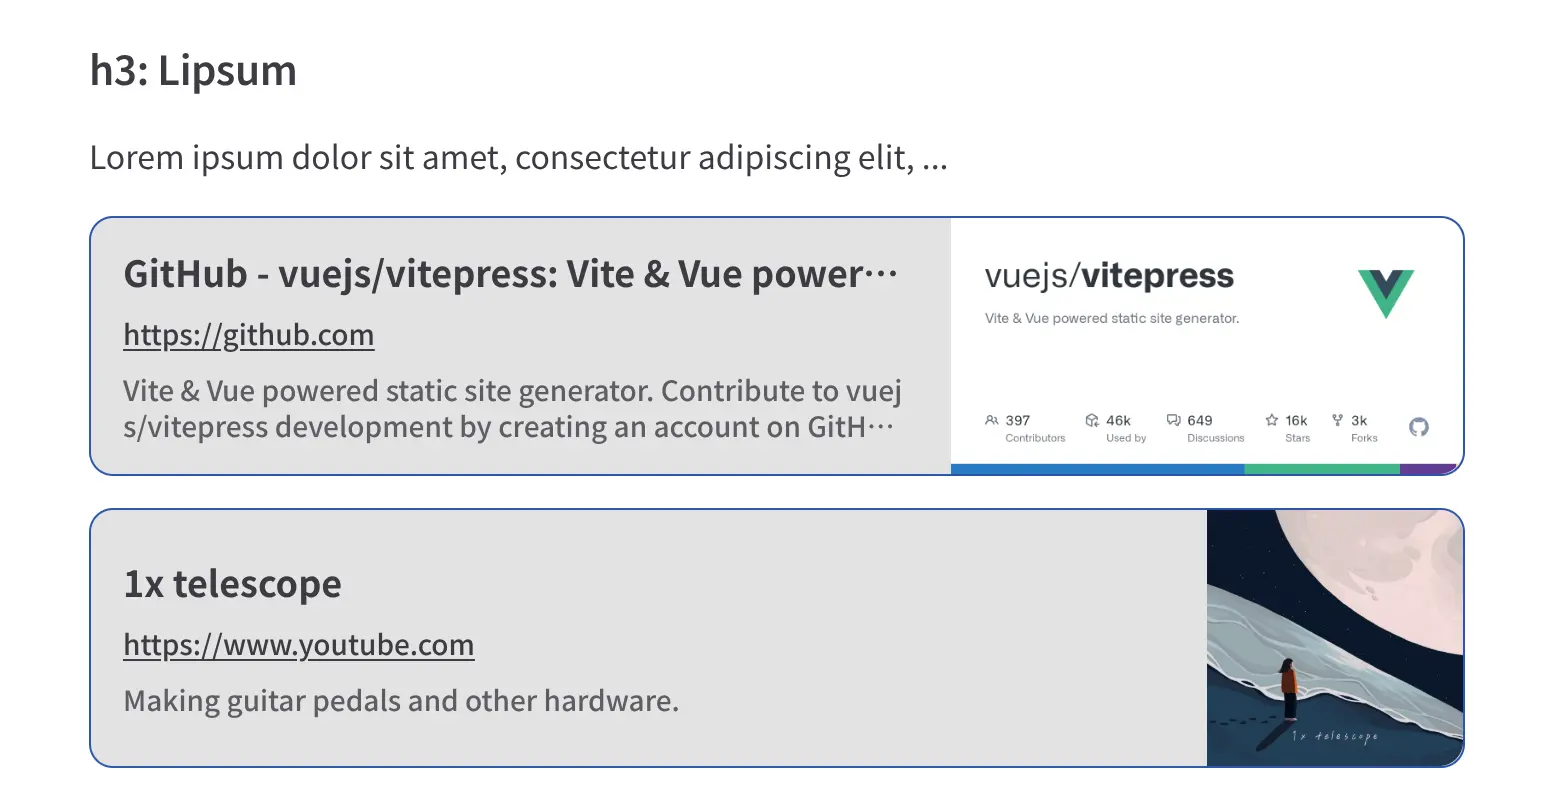 h3: Lipsum
Lorem ipsum dolor sit amet, consectetur adipiscing elit, ...
GitHub - vuejs/vitepress: Vite & Vue power···
https://github.com
Vite & Vue powered static site generator. Contribute to vuej
s/vitepress development by creating an account on GitH···
vuejs/vitepress
Vite & Vue powered static site generator.
397 46k 649 16k 3k
Contributors Used by Discussions Stars Forks
1x telescope
https://www.youtube.com
Making guitar pedals and other hardware.
1x telescope